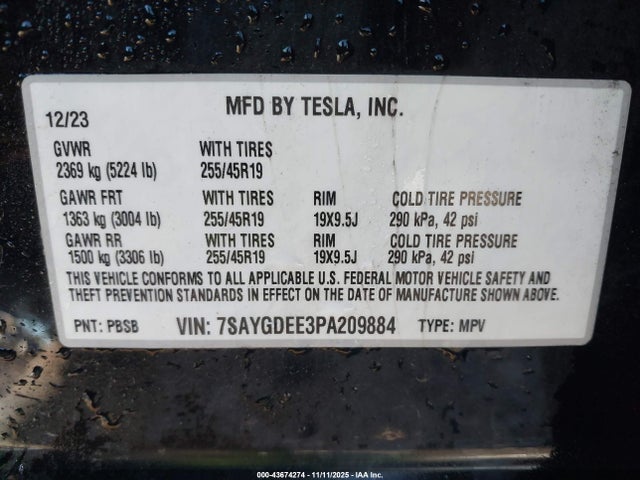 MFD BY TESLA, INC.
12/23
GVWR WITH TIRES
2369 kg (5224 lb) 255/45R19
GAWR FRT WITH TIRES RIM COLD TIRE PRESSURE
1363 kg (3004 lb) 255/45R19 19X9.5J 290 kPa, 42 psi
GAWR RR WITH TIRES RIM COLD TIRE PRESSURE
1500 kg (3306 lb) 255/45R19 19X9.5J 290 kPa, 42 psi
THIS VEHICLE CONFORMS TO ALL APPLICABLE U.S. FEDERAL MOTOR VEHICLE SAFETY AND
THEFT PREVENTION STANDARDS IN EFFECT ON THE DATE OF MANUFACTURE SHOWN ABOVE.
PNT: PBSB VIN: 7SAYGDEE3PA209884 TYPE: MPV
000-43674274 - 11/11/2025 - IAA Inc.